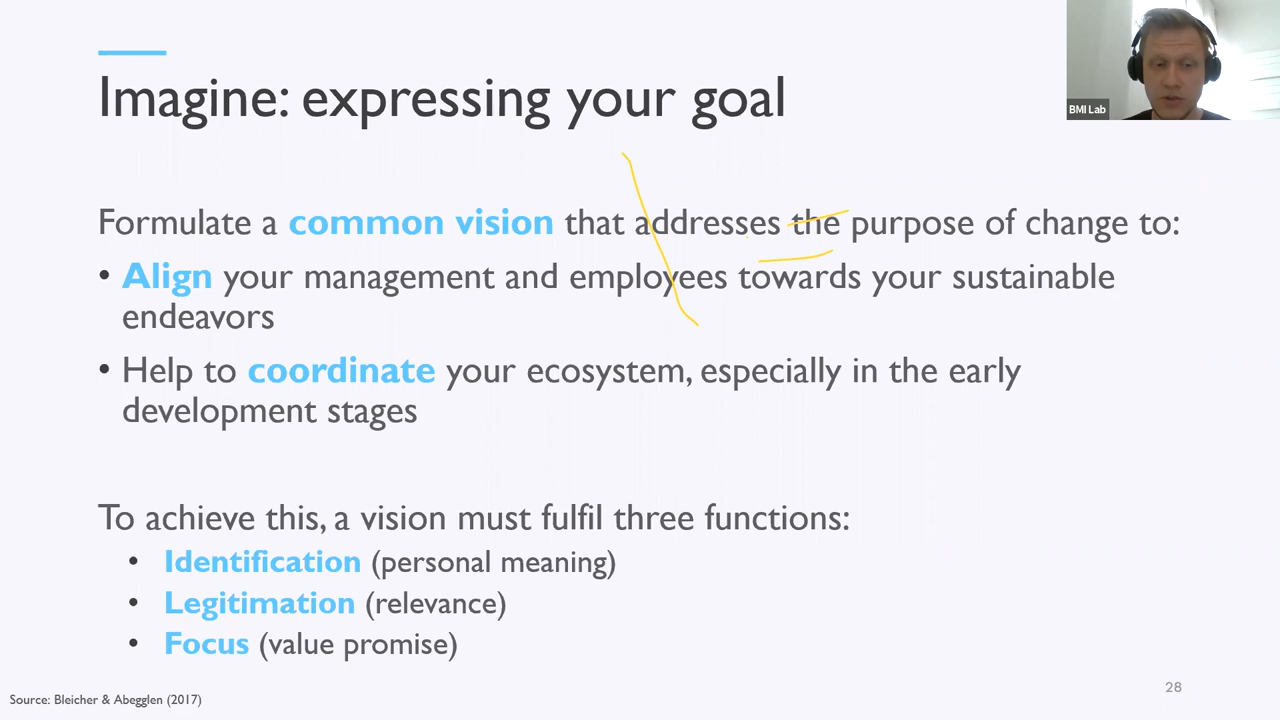 Imagine: expressing your goal
BMI Lab
Formulate a common vision that addresses the purpose of change to:
• Align your management and employees towards your sustainable
endeavors
• Help to coordinate your ecosystem, especially in the early
development stages
To achieve this, a vision must fulfil three functions:
• Identification (personal meaning)
• Legitimation (relevance)
• Focus (value promise)
28
Source: Bleicher & Abegglen (2017)